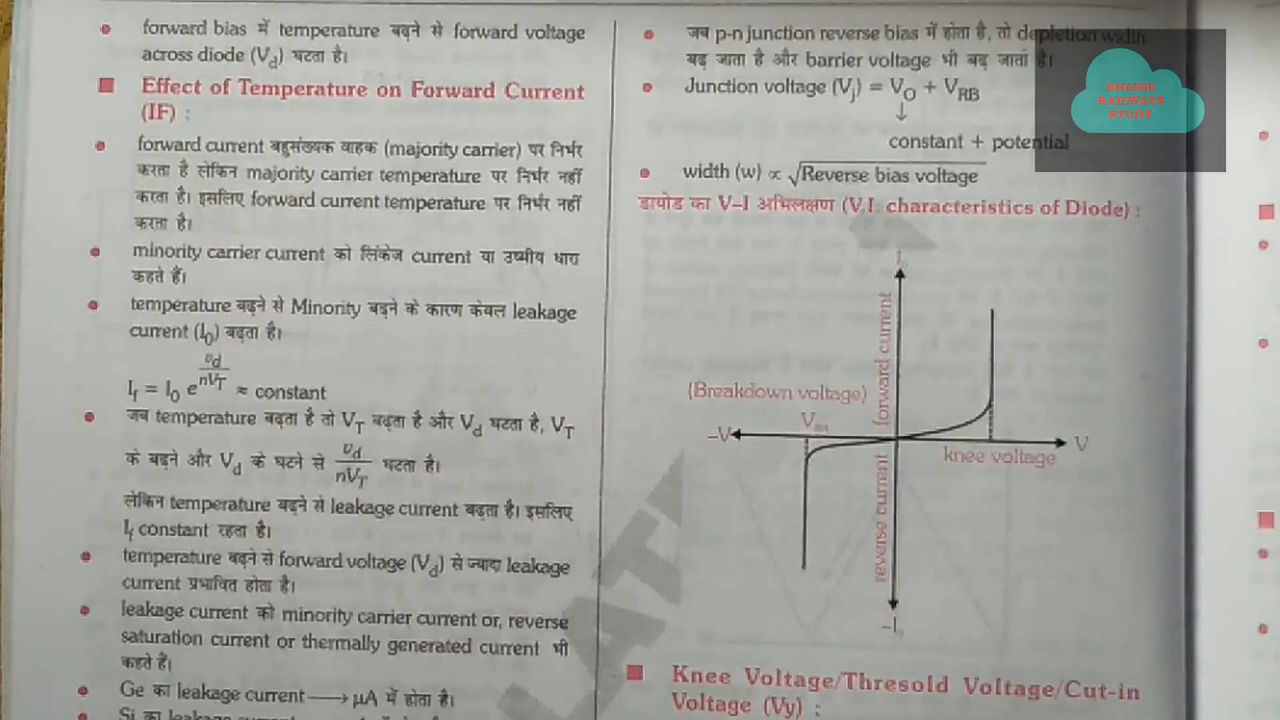 forward bias में temperature बढ़ने से forward voltage
across diode (Vd) घटता है।
Effect of Temperature on Forward Current
(IF) :
forward current बहुसंख्यक वाहक (majority carrier) पर निर्भर
करता है लेकिन majority carrier temperature पर निर्भर नहीं
करता है। इसलिए forward current temperature पर निर्भर नहीं
करता है।
minority carrier current को लिंकेज current या उष्मीय धारा
कहते हैं।
temperature बढ़ने से Minority बढ़ने के कारण केवल leakage
current (I0) बढ़ता है।
If = I0 e^(vd/nVT) ≈ constant
जब temperature बढ़ता है तो VT बढ़ता है और Vd घटता है, VT
के बढ़ने और Vd के घटने से vd/nVT घटता है।
लेकिन temperature बढ़ने से leakage current बढ़ता है। इसलिए
If constant रहता है।
temperature बढ़ने से forward voltage (Vd) से ज्यादा leakage
current प्रभावित होता है।
leakage current को minority carrier current or, reverse
saturation current or thermally generated current भी
कहते हैं।
Ge का leakage current ⟶ μA में होता है।
Si का leakage current
जब p-n junction reverse bias में होता है, तो depletion width
बढ़ जाता है और barrier voltage भी बढ़ जाता है।
Junction voltage (Vj) = VO + VRB
↓
constant + potential
width (w) ∝ √Reverse bias voltage
डायोड का V–I अभिलक्षण (V.I. characteristics of Diode) :
forward current
(Breakdown voltage)
–V
V
knee voltage
reverse current
–I
Knee Voltage/Thresold Voltage/Cut-in
Voltage (Vy) :
ONLINE
RAILWAYS
STUDY